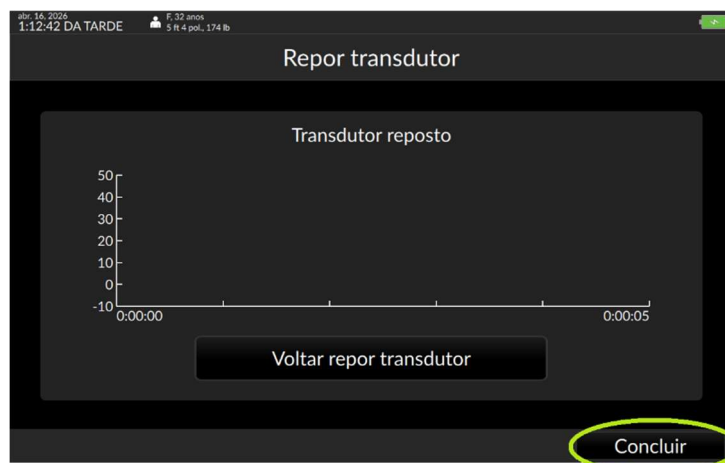 abr. 16, 2026
1:12:42 DA TARDE
F, 32 anos
5 ft 4 pol., 174 lb
Repor transdutor
Transdutor reposto
50
40
30
20
10
0
-10
0:00:00
0:00:05
Voltar repor transdutor
Concluir